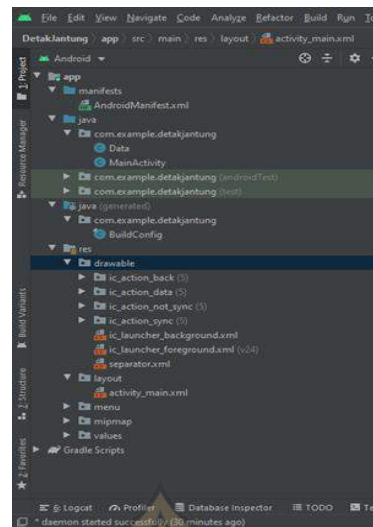 File Edit View Navigate Code Analyze Refactor Build Run To
DetakJantung app src main res layout activity_main.xml
Android
1: Project
app
manifests
AndroidManifest.xml
java
com.example.detakjantung
Data
MainActivity
Resource Manager
com.example.detakjantung (androidTest)
com.example.detakjantung (test)
java (generated)
com.example.detakjantung
BuildConfig
res
drawable
ic_action_back (5)
ic_action_data (5)
ic_action_not_sync (5)
ic_action_sync (5)
Build Variants
ic_launcher_background.xml
ic_launcher_foreground.xml (v24)
separator.xml
layout
activity_main.xml
Z: Structure
menu
mipmap
values
Gradle Scripts
2: Favorites
6: Logcat Profiler Database Inspector TODO Te
* daemon started successfully (30 minutes ago)